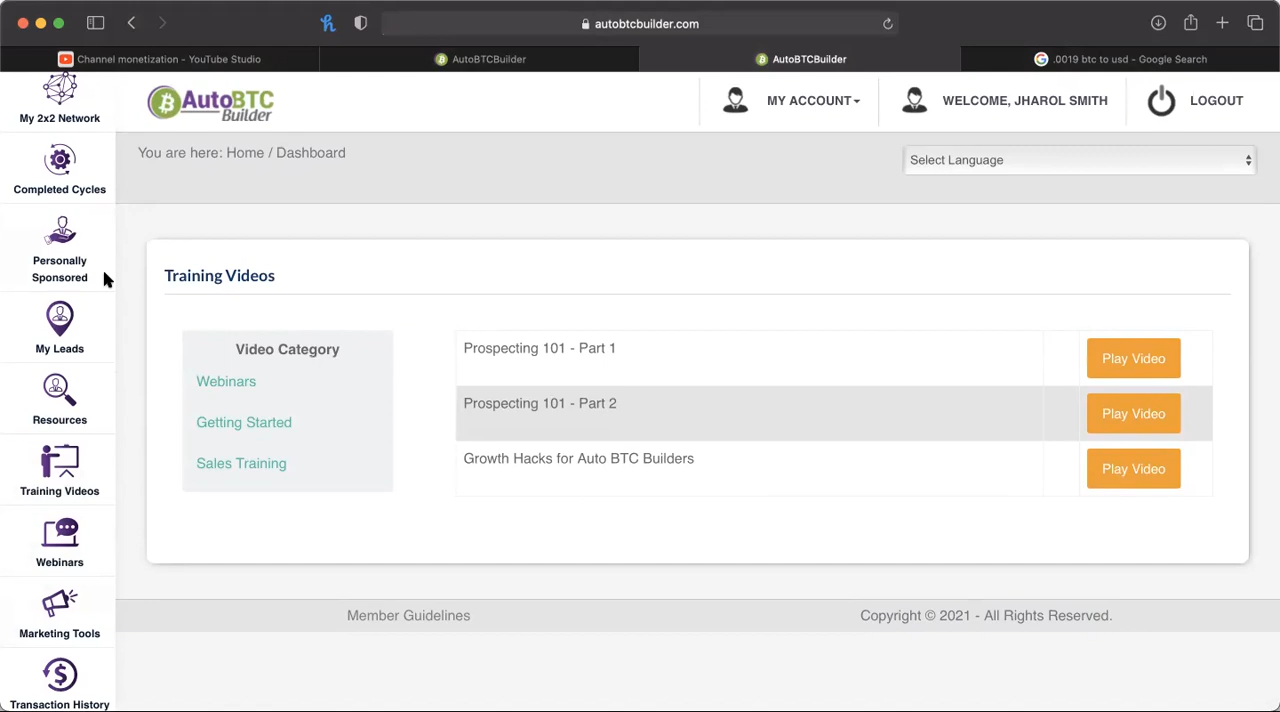 autobtcbuilder.com
Channel monetization - YouTube Studio
AutoBTCBuilder
AutoBTCBuilder
.0019 btc to usd - Google Search
My 2x2 Network
AutoBTC
Builder
MY ACCOUNT
WELCOME, JHAROL SMITH
LOGOUT
You are here: Home / Dashboard
Select Language
Completed Cycles
Personally
Sponsored
My Leads
Resources
Training Videos
Webinars
Marketing Tools
Transaction History
Training Videos
Video Category
Webinars
Getting Started
Sales Training
Prospecting 101 - Part 1
Play Video
Prospecting 101 - Part 2
Play Video
Growth Hacks for Auto BTC Builders
Play Video
Member Guidelines
Copyright © 2021 - All Rights Reserved.